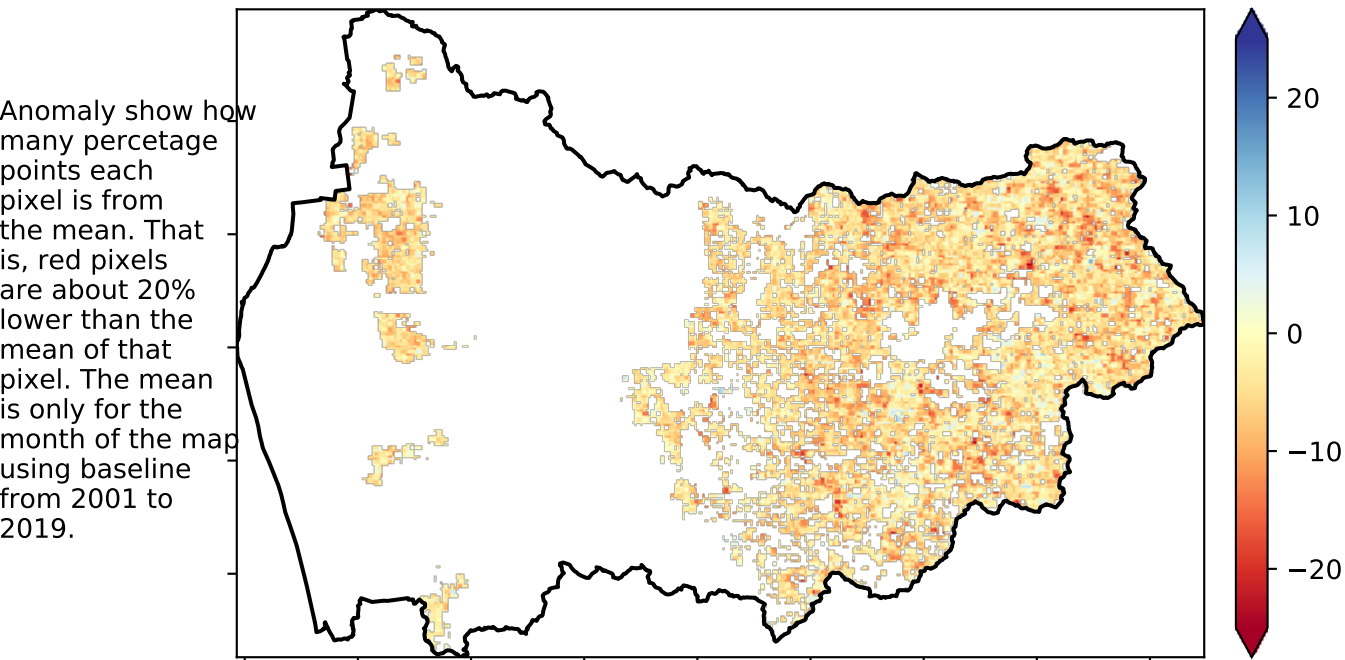 Anomaly show how
many percetage
points each
pixel is from
the mean. That
is, red pixels
are about 20%
lower than the
mean of that
pixel. The mean
is only for the
month of the map
using baseline
from 2001 to
2019.
20
10
0
−10
−20